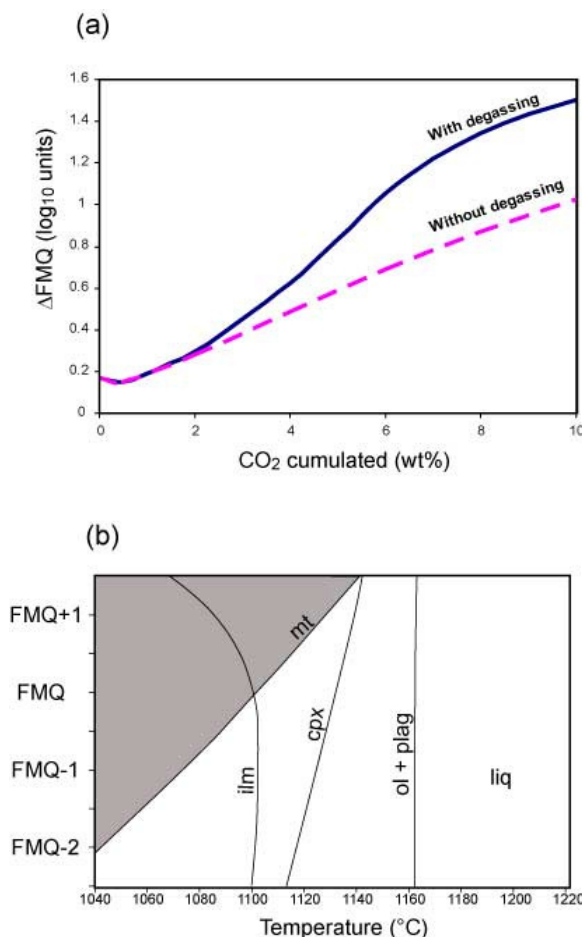 (a)
ΔFMQ (log₁₀ units)
1.6
1.4
1.2
1
0.8
0.6
0.4
0.2
0
With degassing
Without degassing
0 2 4 6 8 10
CO₂ cumulated (wt%)
(b)
FMQ+1
FMQ
FMQ-1
FMQ-2
mt
ilm
cpx
ol + plag
liq
1040 1060 1080 1100 1120 1140 1160 1180 1200 1220
Temperature (°C)